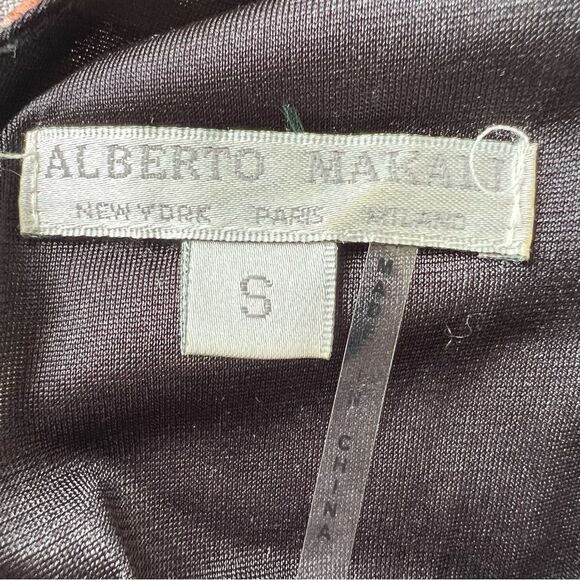 ALBERTO MAKALI
NEW YORK PARIS MILANO
S
MADE IN CHINA